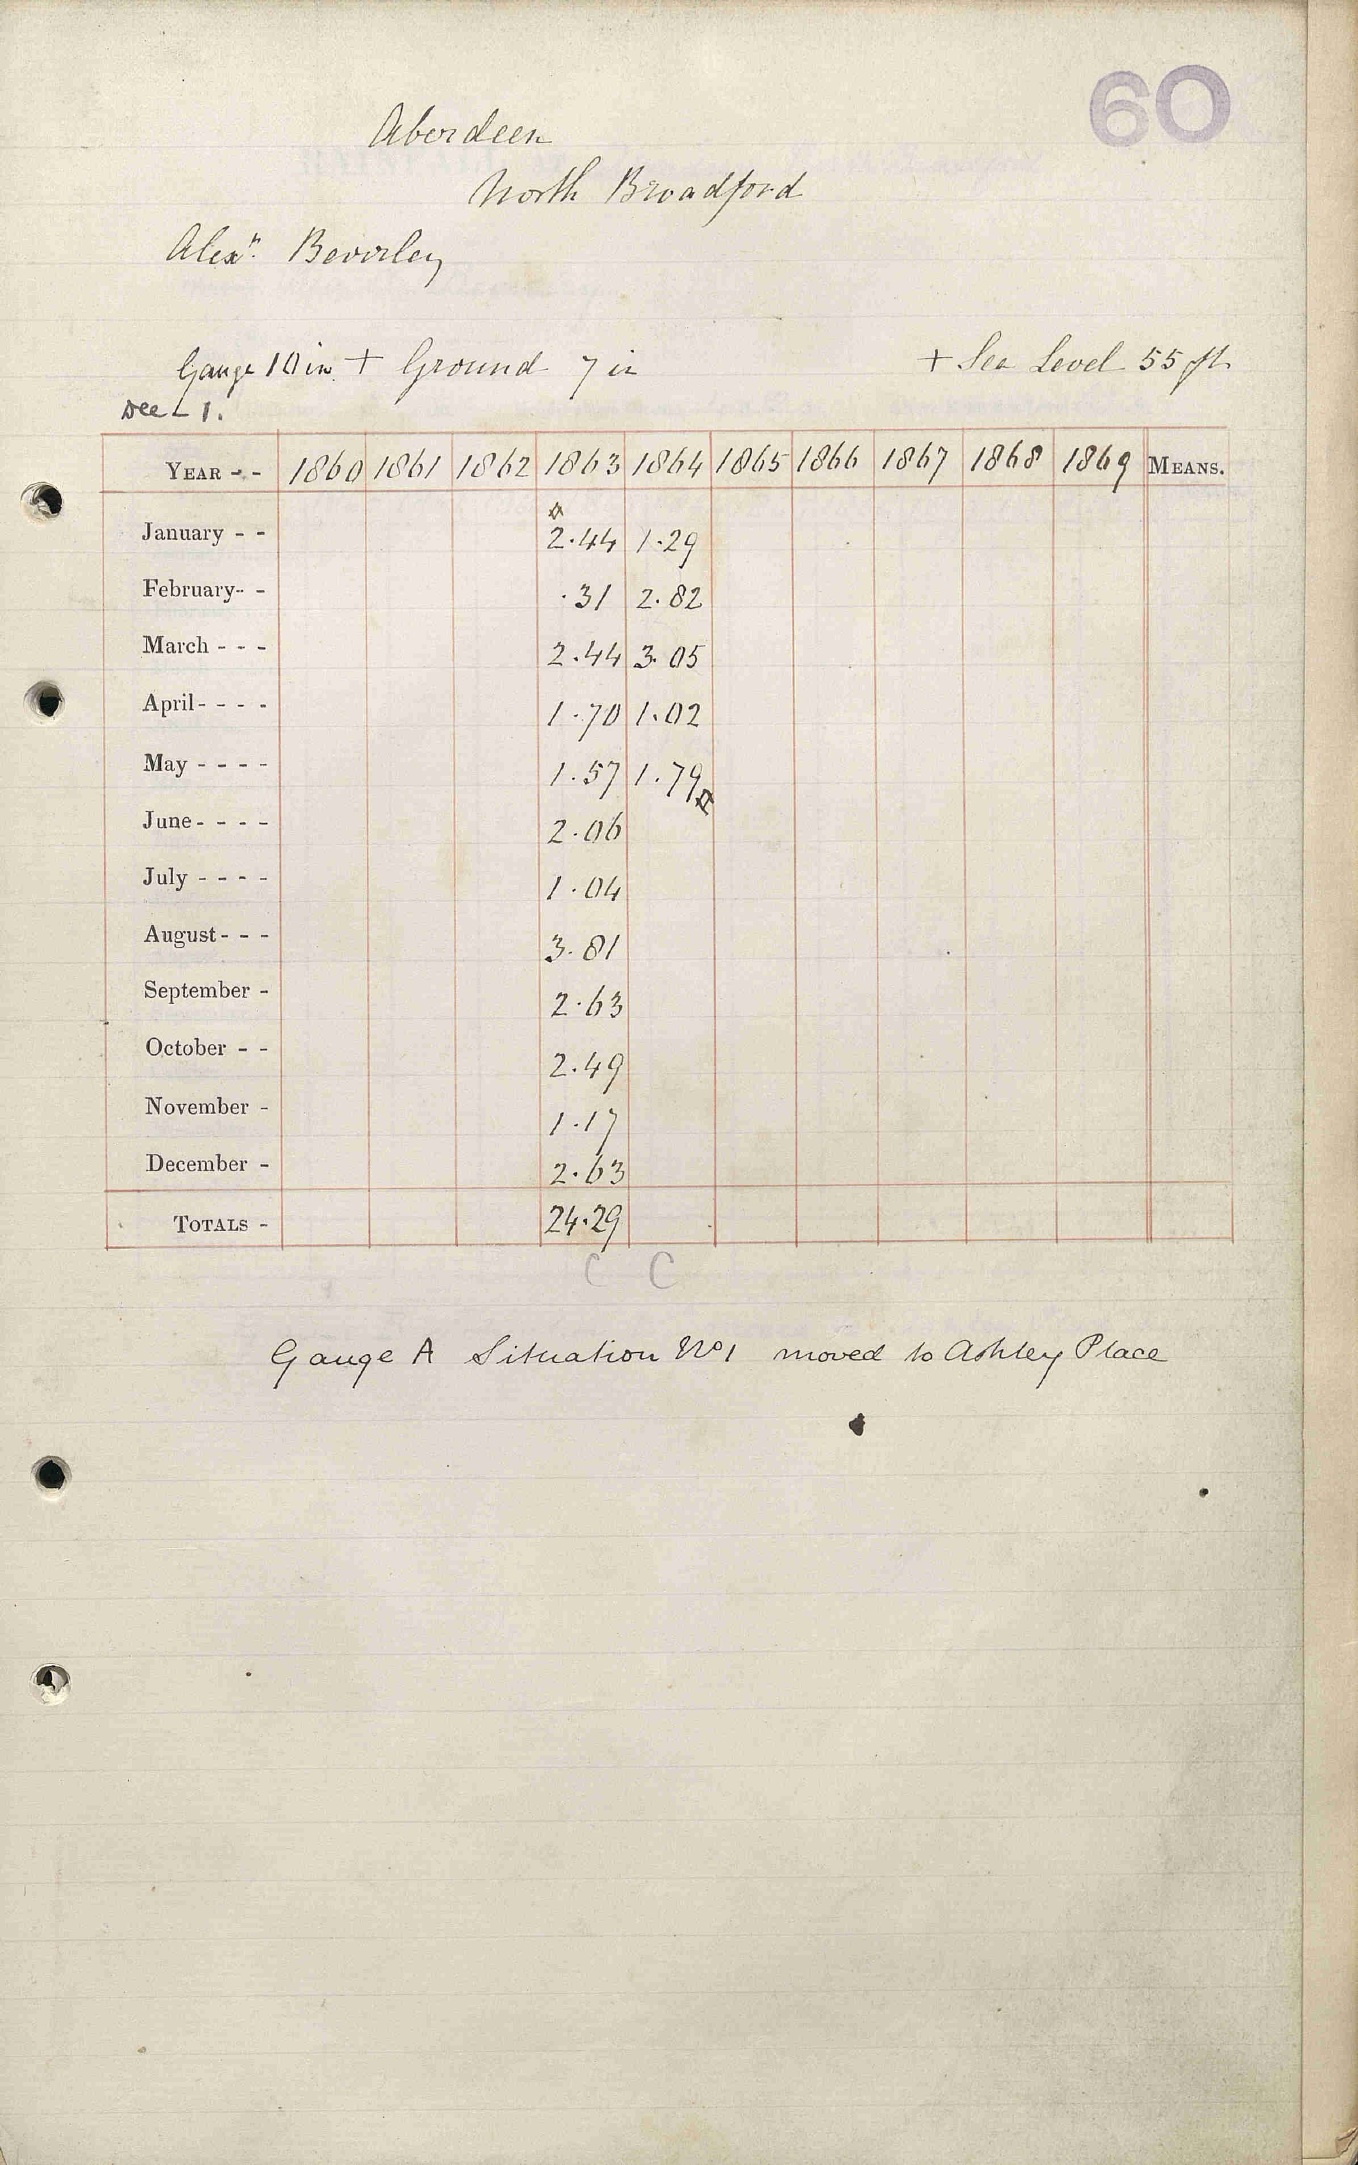 60
Aberdeen
North Broadford
Alexr. Beverley
Gauge 10 in + Ground 7 in + Sea Level 55 ft
Dec 1.
YEAR - - 1860 1861 1862 1863 1864 1865 1866 1867 1868 1869 MEANS.
January - - 2.44 1.29
February - - .31 2.82
March - - - 2.44 3.05
April - - - - 1.70 1.02
May - - - - 1.57 1.79
June - - - - 2.06
July - - - - 1.04
August - - - 3.81
September - 2.63
October - - 2.49
November - 1.17
December - 2.63
TOTALS - 24.29
C C
Gauge A Situation No 1 moved to Ashley Place